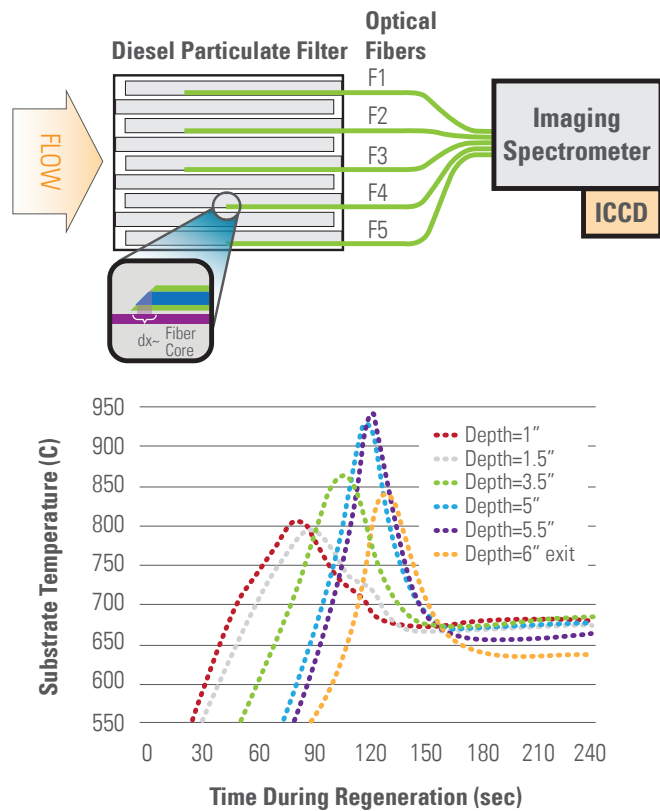 Diesel Particulate Filter
Optical
Fibers
F1
F2
F3
F4
F5
FLOW
Imaging
Spectrometer
ICCD
dx~ Fiber
Core
Substrate Temperature (C)
950
900
850
800
750
700
650
600
550
Depth=1”
Depth=1.5”
Depth=3.5”
Depth=5”
Depth=5.5”
Depth=6” exit
0 30 60 90 120 150 180 210 240
Time During Regeneration (sec)